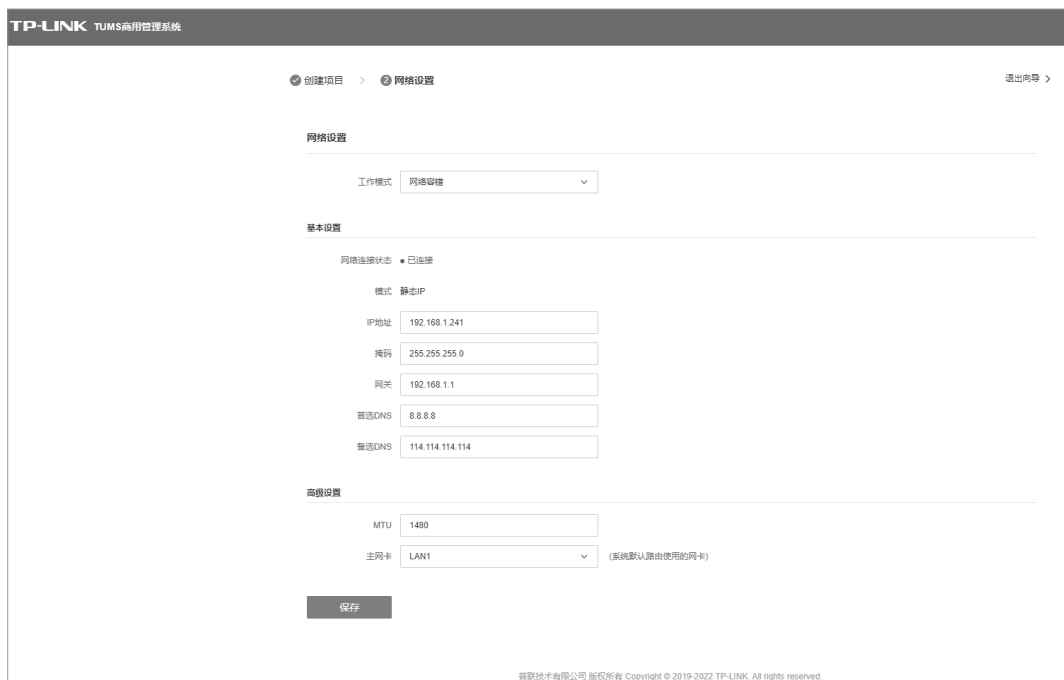 TP-LINK TUMS商用管理系统
创建项目 > 2 网络设置
退出向导 >
网络设置
工作模式 网络容错
基本设置
网络连接状态 ● 已连接
模式 静态IP
IP地址 192.168.1.241
掩码 255.255.255.0
网关 192.168.1.1
首选DNS 8.8.8.8
备选DNS 114.114.114.114
高级设置
MTU 1480
主网卡 LAN1 (系统默认路由使用的网卡)
保存
普联技术有限公司 版权所有 Copyright © 2019-2022 TP-LINK. All rights reserved.